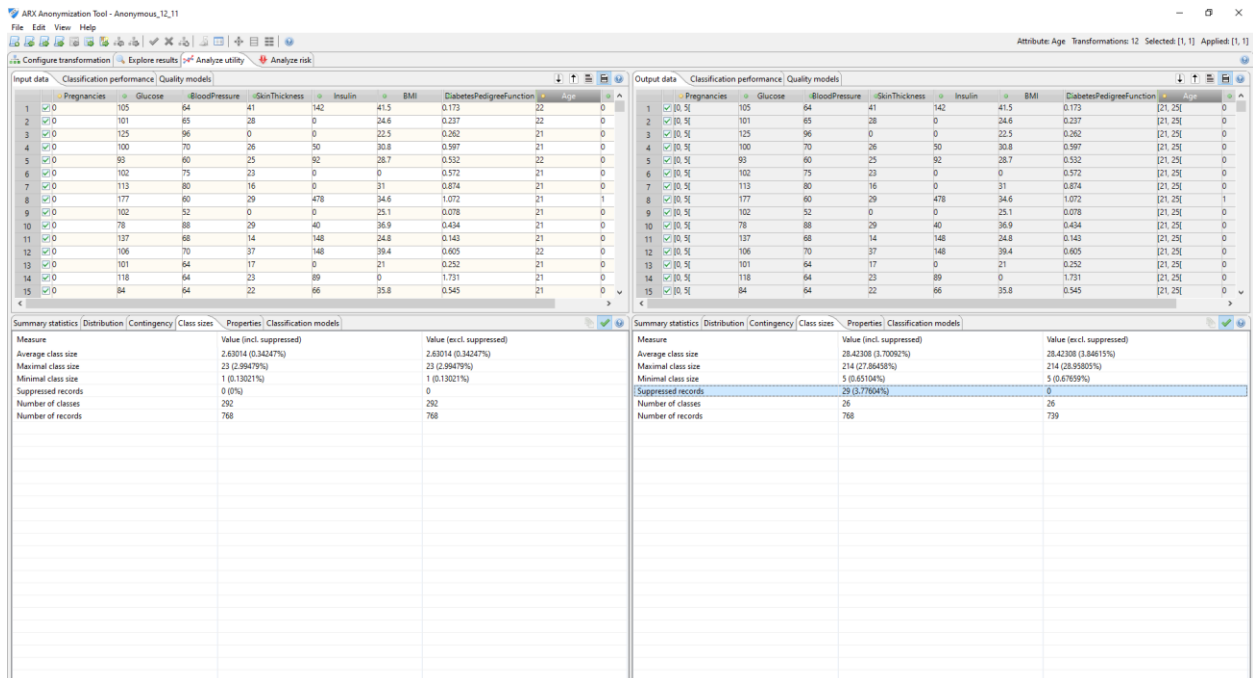 ARX Anonymization Tool - Anonymous_12_11
File Edit View Help
Attribute: Age Transformations: 12 Selected: [1, 1] Applied: [1, 1]
Configure transformation Explore results Analyze utility Analyze risk
Input data Classification performance Quality models
Pregnancies Glucose BloodPressure SkinThickness Insulin BMI DiabetesPedigreeFunction Age
1 0 105 64 41 142 41.5 0.173 22 0
2 0 101 65 28 0 24.6 0.237 22 0
3 0 125 96 0 0 22.5 0.262 21 0
4 0 100 70 26 50 30.8 0.597 21 0
5 0 93 60 25 92 28.7 0.532 22 0
6 0 102 75 23 0 0 0.572 21 0
7 0 113 80 16 0 31 0.874 21 0
8 0 177 60 29 478 34.6 1.072 21 1
9 0 102 52 0 0 25.1 0.078 21 0
10 0 78 88 29 40 36.9 0.434 21 0
11 0 137 68 14 148 24.8 0.143 21 0
12 0 106 70 37 148 39.4 0.605 22 0
13 0 101 64 17 0 21 0.252 21 0
14 0 118 64 23 89 0 1.731 21 0
15 0 84 64 22 66 35.8 0.545 21 0
Output data Classification performance Quality models
Pregnancies Glucose BloodPressure SkinThickness Insulin BMI DiabetesPedigreeFunction Age
1 [0, 5[ 105 64 41 142 41.5 0.173 [21, 25[ 0
2 [0, 5[ 101 65 28 0 24.6 0.237 [21, 25[ 0
3 [0, 5[ 125 96 0 0 22.5 0.262 [21, 25[ 0
4 [0, 5[ 100 70 26 50 30.8 0.597 [21, 25[ 0
5 [0, 5[ 93 60 25 92 28.7 0.532 [21, 25[ 0
6 [0, 5[ 102 75 23 0 0 0.572 [21, 25[ 0
7 [0, 5[ 113 80 16 0 31 0.874 [21, 25[ 0
8 [0, 5[ 177 60 29 478 34.6 1.072 [21, 25[ 1
9 [0, 5[ 102 52 0 0 25.1 0.078 [21, 25[ 0
10 [0, 5[ 78 88 29 40 36.9 0.434 [21, 25[ 0
11 [0, 5[ 137 68 14 148 24.8 0.143 [21, 25[ 0
12 [0, 5[ 106 70 37 148 39.4 0.605 [21, 25[ 0
13 [0, 5[ 101 64 17 0 21 0.252 [21, 25[ 0
14 [0, 5[ 118 64 23 89 0 1.731 [21, 25[ 0
15 [0, 5[ 84 64 22 66 35.8 0.545 [21, 25[ 0
Summary statistics Distribution Contingency Class sizes Properties Classification models
Measure Value (incl. suppressed) Value (excl. suppressed)
Average class size 2.63014 (0.34247%) 2.63014 (0.34247%)
Maximal class size 23 (2.99479%) 23 (2.99479%)
Minimal class size 1 (0.13021%) 1 (0.13021%)
Suppressed records 0 (0%) 0
Number of classes 292 292
Number of records 768 768
Summary statistics Distribution Contingency Class sizes Properties Classification models
Measure Value (incl. suppressed) Value (excl. suppressed)
Average class size 28.42308 (3.70092%) 28.42308 (3.84615%)
Maximal class size 214 (27.86458%) 214 (28.95805%)
Minimal class size 5 (0.65104%) 5 (0.67659%)
Suppressed records 29 (3.77604%) 0
Number of classes 26 26
Number of records 768 739